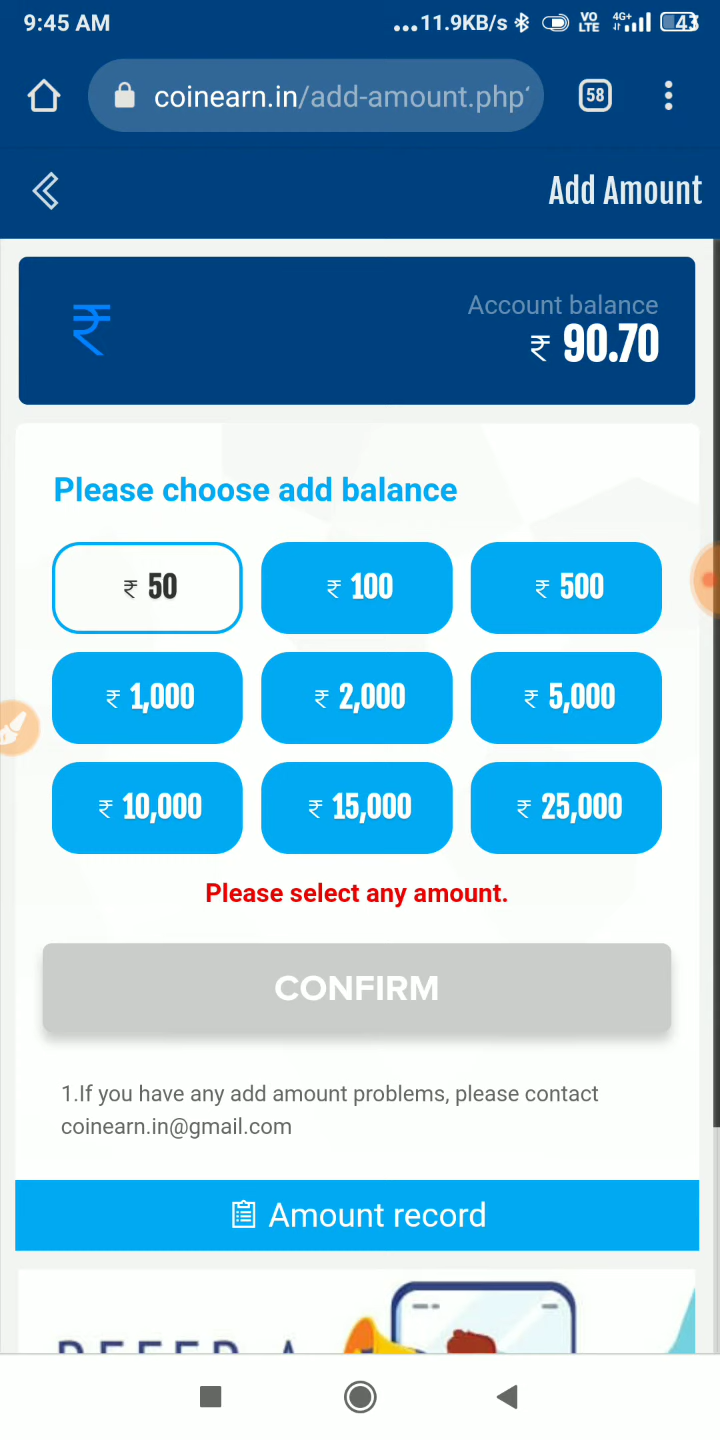 9:45 AM ...11.9KB/s VO LTE 4G+ 43
coinearn.in/add-amount.php 58
Add Amount
Account balance
₹ 90.70
Please choose add balance
₹ 50 ₹ 100 ₹ 500
₹ 1,000 ₹ 2,000 ₹ 5,000
₹ 10,000 ₹ 15,000 ₹ 25,000
Please select any amount.
CONFIRM
1.If you have any add amount problems, please contact
coinearn.in@gmail.com
Amount record